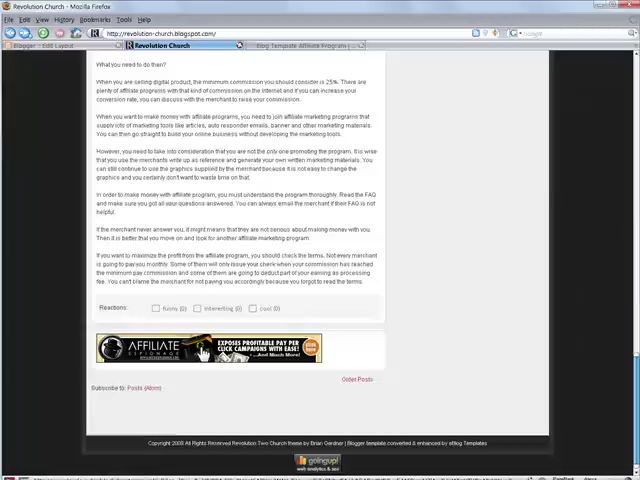 Revolution Church - Mozilla Firefox
File Edit View History Bookmarks Tools Help
http://revolution-church.blogspot.com/
Blogger :: Edit Layout
Revolution Church
Blog Template Affiliate Program | ...
What you need to do then?
When you are selling digital product, the minimum commission you should consider is 25%. There are
plenty of affiliate programs with that kind of commission on the internet and if you can increase your
conversion rate, you can discuss with the merchant to raise your commission.
When you want to make money with affiliate programs, you need to join affiliate marketing programs that
supply lots of marketing tools like articles, auto responder emails, banner and other marketing materials.
You can then go straight to build your online business without developing the marketing tools.
However, you need to take into consideration that you are not the only one promoting the program. It is wise
that you use the merchants write up as reference and generate your own written marketing materials. You
can still continue to use the graphics supplied by the merchant because it is not easy to change the
graphics and you certainly don't want to waste time on that.
In order to make money with affiliate program, you must understand the program thoroughly. Read the FAQ
and make sure you got all your questions answered. You can always email the merchant if their FAQ is not
helpful.
If the merchant never answer you, it might means that they are not serious about making money with you.
Then it is better that you move on and look for another affiliate marketing program.
If you want to maximize the profit from the affiliate program, you should check the terms. Not every merchant
is going to pay you monthly. Some of them will only issue your check when your commission has reached
the minimum pay commission and some of them are going to deduct part of your earning as processing
fee. You can't blame the merchant for not paying you accordingly because you forgot to read the terms.
Reactions: funny (0) interesting (0) cool (0)
AFFILIATE
ESPIONAGE
EXPOSES PROFITABLE PAY PER
CLICK CAMPAIGNS WITH EASE!
...And Much More!
Older Posts
Subscribe to: Posts (Atom)
Copyright 2008 All Rights Reserved Revolution Two Church theme by Brian Gardner | Blogger template converted & enhanced by eBlog Templates
goingup!
web analytics & seo